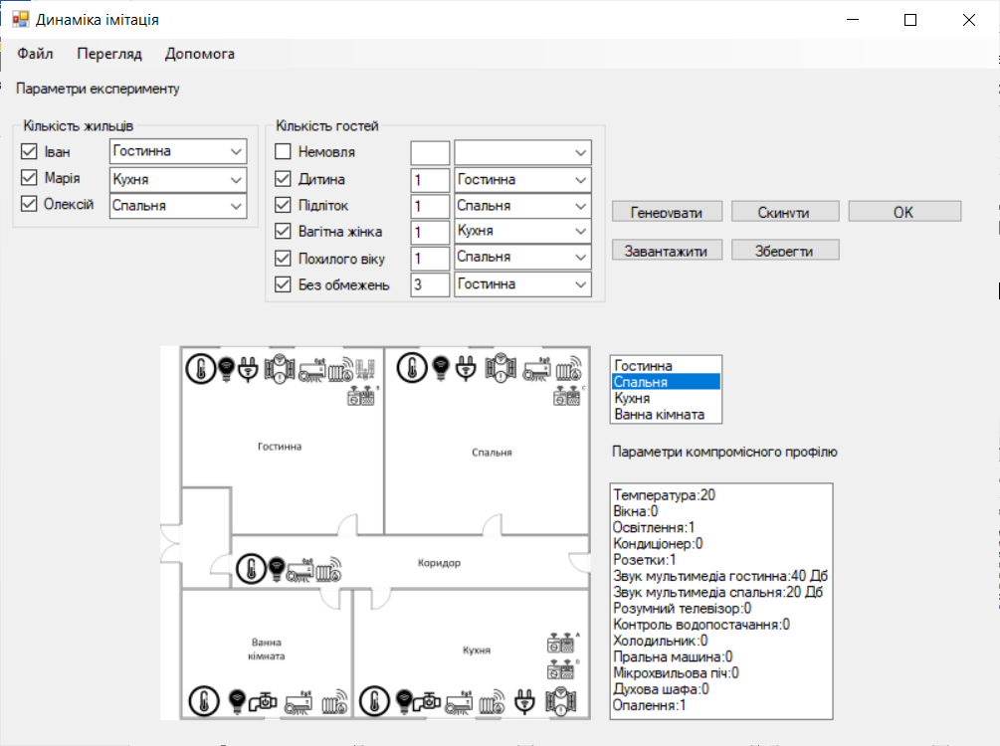 Динаміка імітація
Файл Перегляд Допомога
Параметри експерименту
Кількість жильців
Іван Гостинна
Марія Кухня
Олексій Спальня
Кількість гостей
Немовля
Дитина 1 Гостинна
Підліток 1 Спальня
Вагітна жінка 1 Кухня
Похилого віку 1 Спальня
Без обмежень 3 Гостинна
Генерувати Скинути OK
Завантажити Зберегти
Гостинна
Спальня
Коридор
Ванна
кімната
Кухня
Гостинна
Спальня
Кухня
Ванна кімната
Параметри компромісного профілю
Температура:20
Вікна:0
Освітлення:1
Кондиціонер:0
Розетки:1
Звук мультимедіа гостинна:40 Дб
Звук мультимедіа спальня:20 Дб
Розумний телевізор:0
Контроль водопостачання:0
Холодильник:0
Пральна машина:0
Мікрохвильова піч:0
Духова шафа:0
Опалення:1